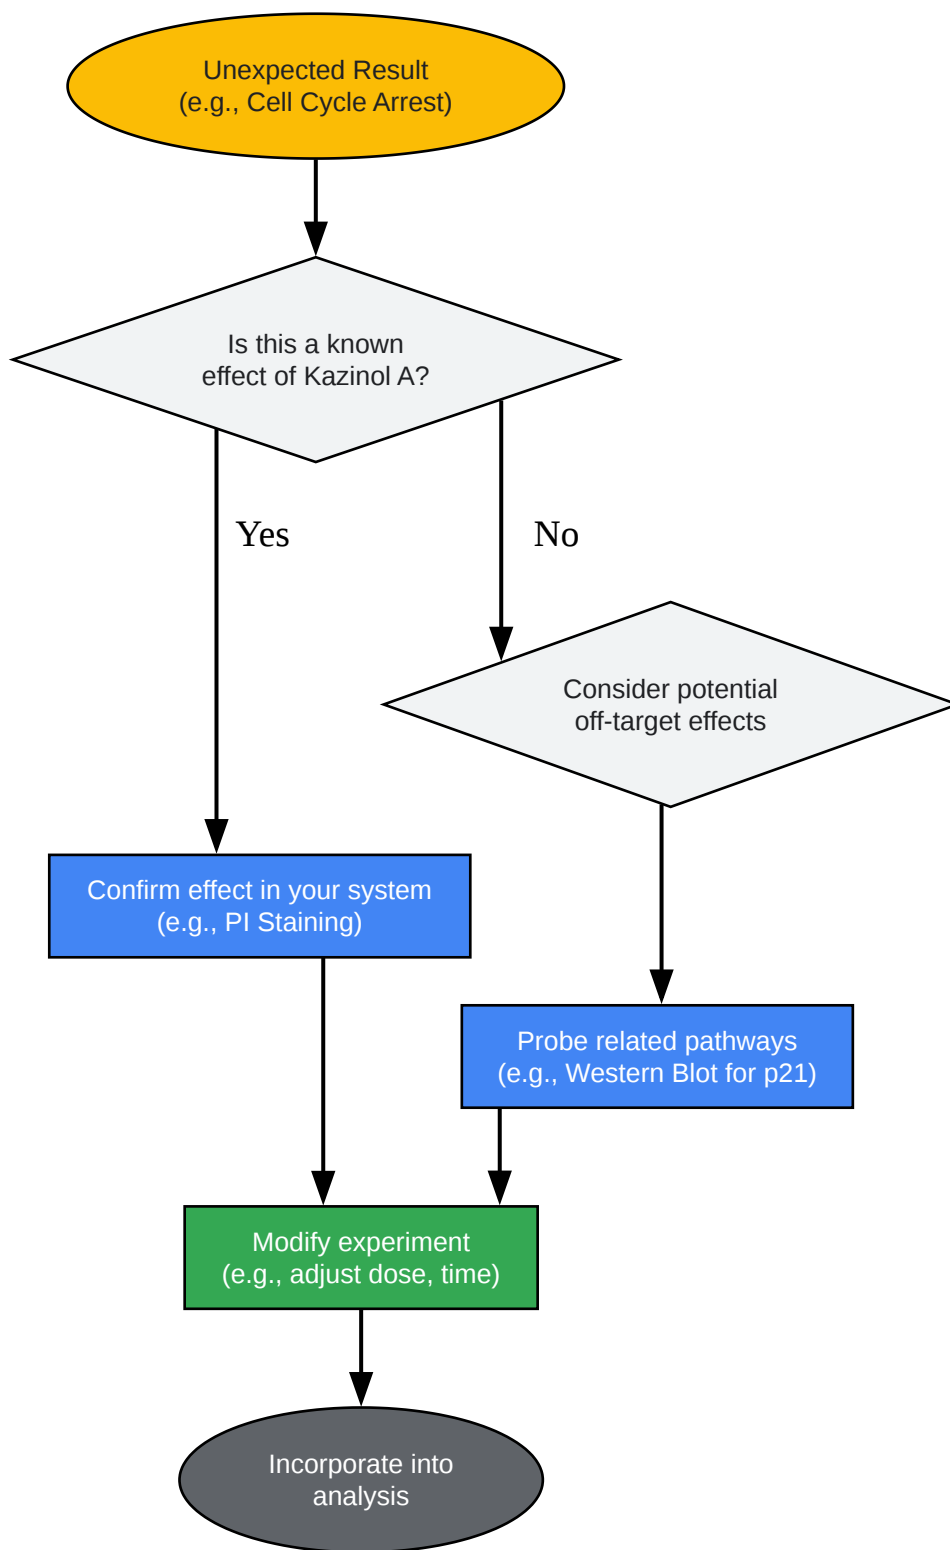 Unexpected Result
(e.g., Cell Cycle Arrest)
Is this a known
effect of Kazinol A?
Yes
No
Consider potential
off-target effects
Confirm effect in your system
(e.g., PI Staining)
Probe related pathways
(e.g., Western Blot for p21)
Modify experiment
(e.g., adjust dose, time)
Incorporate into
analysis